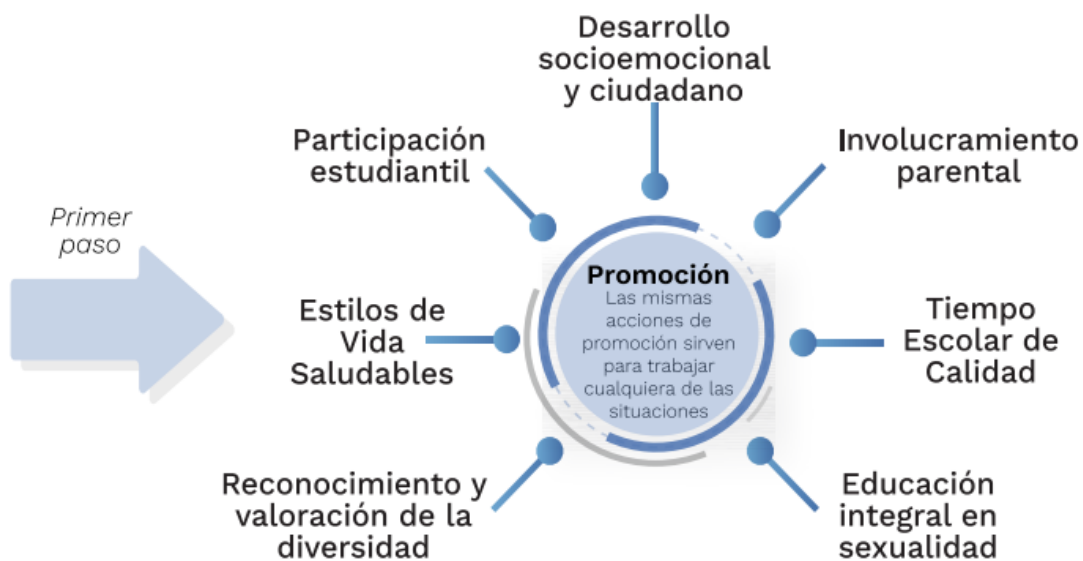 Primer
paso
Desarrollo
socioemocional
y ciudadano
Participación
estudiantil
Involucramiento
parental
Promoción
Las mismas
acciones de
promoción sirven
para trabajar
cualquiera de las
situaciones
Estilos de
Vida
Saludables
Tiempo
Escolar de
Calidad
Reconocimiento y
valoración de la
diversidad
Educación
integral en
sexualidad